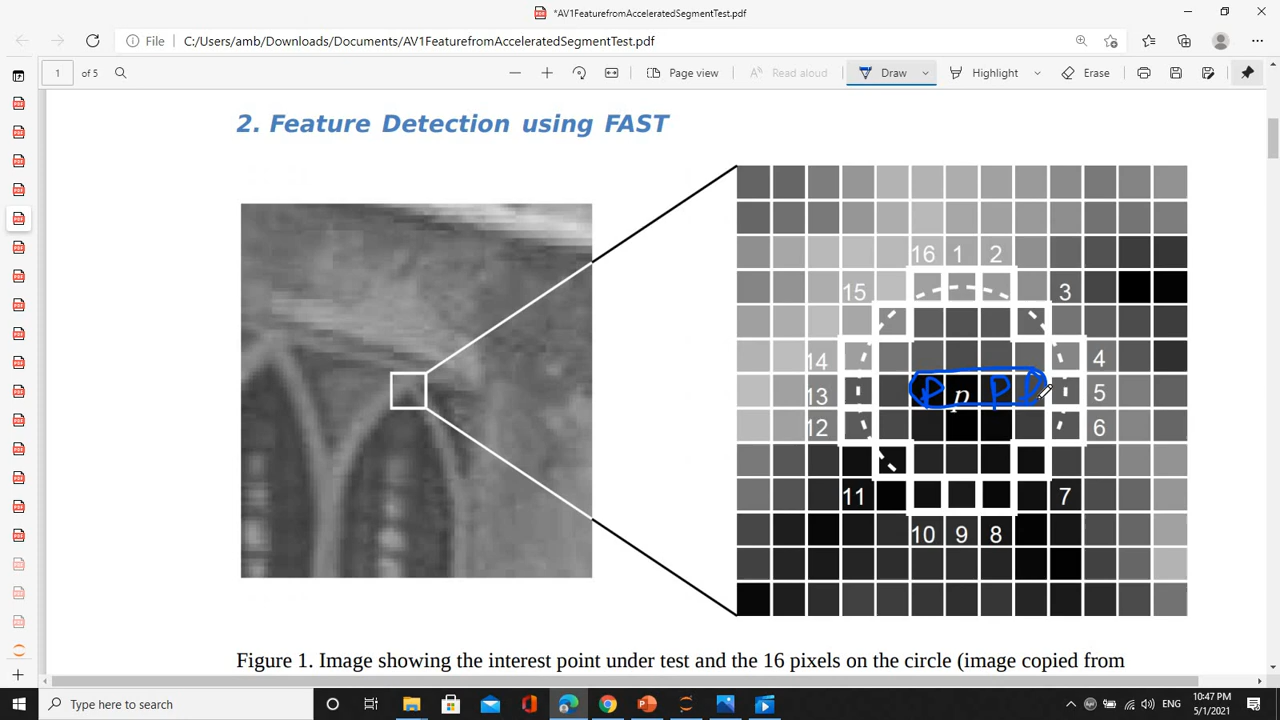 *AV1FeaturefromAcceleratedSegmentTest.pdf
File C:/Users/amb/Downloads/Documents/AV1FeaturefromAcceleratedSegmentTest.pdf
1 of 5 Page view Read aloud Draw Highlight Erase
2. Feature Detection using FAST
16 1 2
15 3
14 4
P p P P
13 5
12 6
11 7
10 9 8
Figure 1. Image showing the interest point under test and the 16 pixels on the circle (image copied from
Type here to search
ENG
10:47 PM
5/1/2021